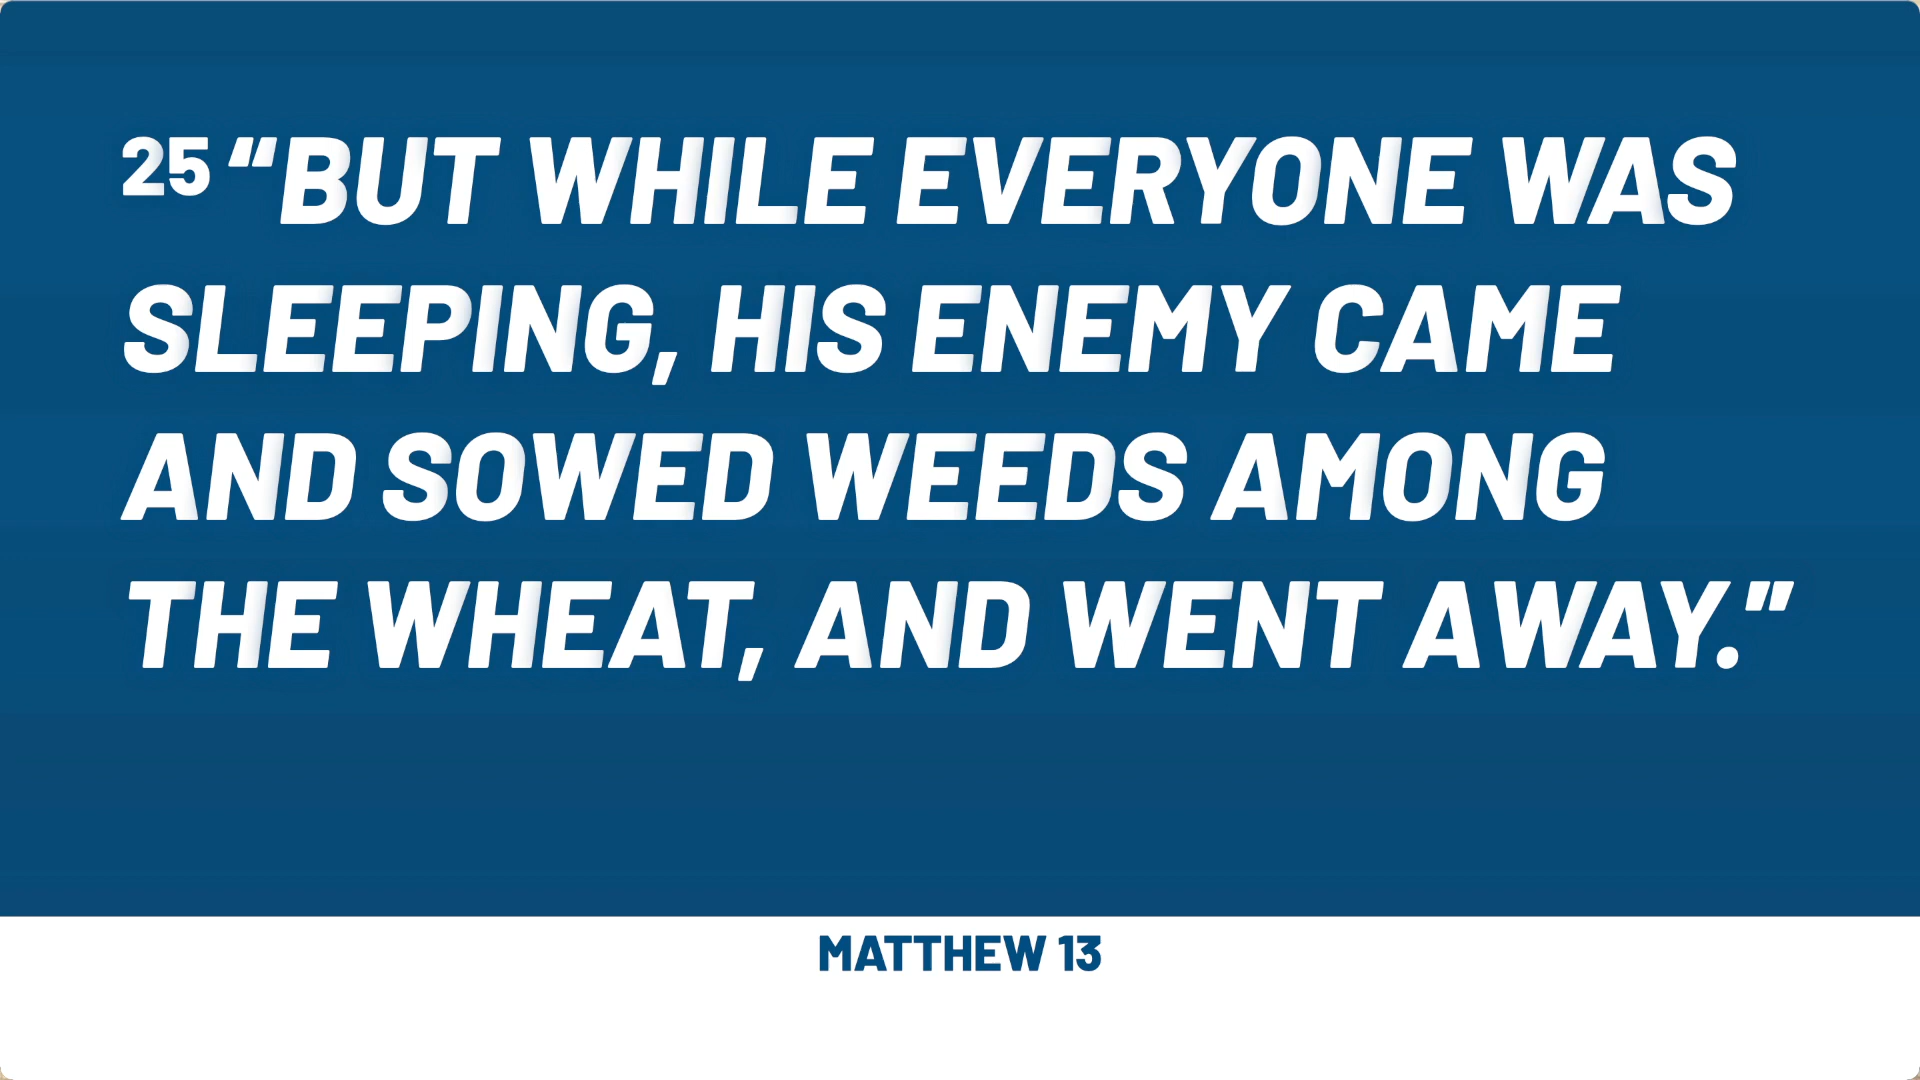 25 “BUT WHILE EVERYONE WAS
SLEEPING, HIS ENEMY CAME
AND SOWED WEEDS AMONG
THE WHEAT, AND WENT AWAY.”
MATTHEW 13